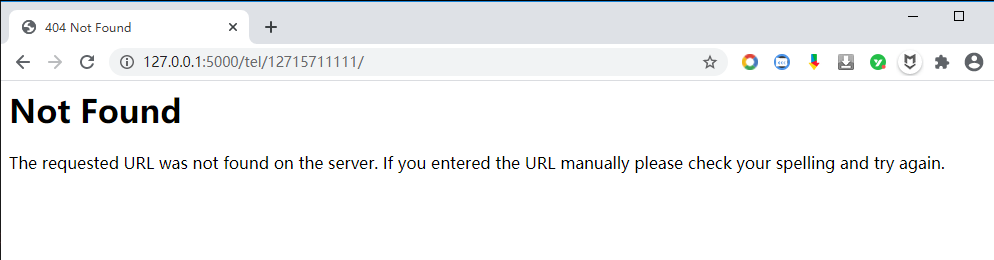 404 Not Found
127.0.0.1:5000/tel/12715711111/
Not Found
The requested URL was not found on the server. If you entered the URL manually please check your spelling and try again.